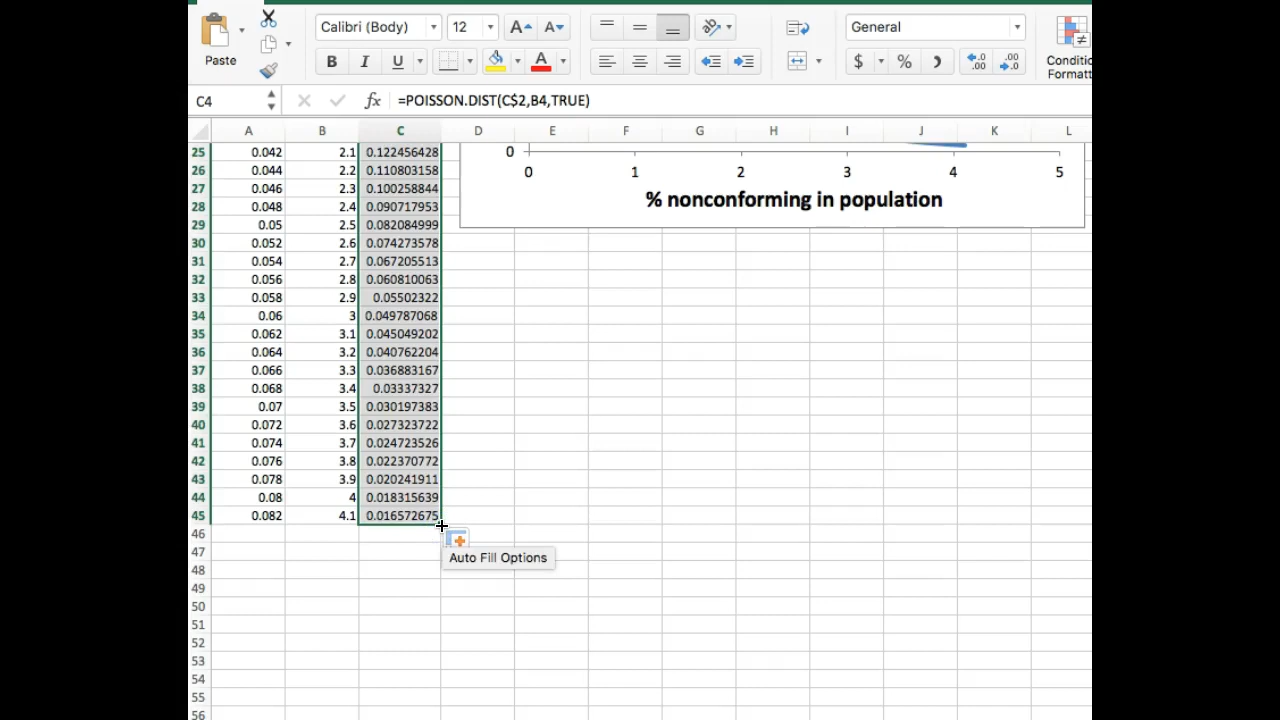 Calibri (Body) 12 A A General
Paste B I U A $ % .00 .0 .00
Conditic
Formatt
C4 fx =POISSON.DIST(C$2,B4,TRUE)
A B C D E F G H I J K L
25 0.042 2.1 0.122456428 0
26 0.044 2.2 0.110803158 0 1 2 3 4 5
27 0.046 2.3 0.100258844 % nonconforming in population
28 0.048 2.4 0.090717953
29 0.05 2.5 0.082084999
30 0.052 2.6 0.074273578
31 0.054 2.7 0.067205513
32 0.056 2.8 0.060810063
33 0.058 2.9 0.05502322
34 0.06 3 0.049787068
35 0.062 3.1 0.045049202
36 0.064 3.2 0.040762204
37 0.066 3.3 0.036883167
38 0.068 3.4 0.03337327
39 0.07 3.5 0.030197383
40 0.072 3.6 0.027323722
41 0.074 3.7 0.024723526
42 0.076 3.8 0.022370772
43 0.078 3.9 0.020241911
44 0.08 4 0.018315639
45 0.082 4.1 0.016572675
46
47 Auto Fill Options
48
49
50
51
52
53
54
55
56